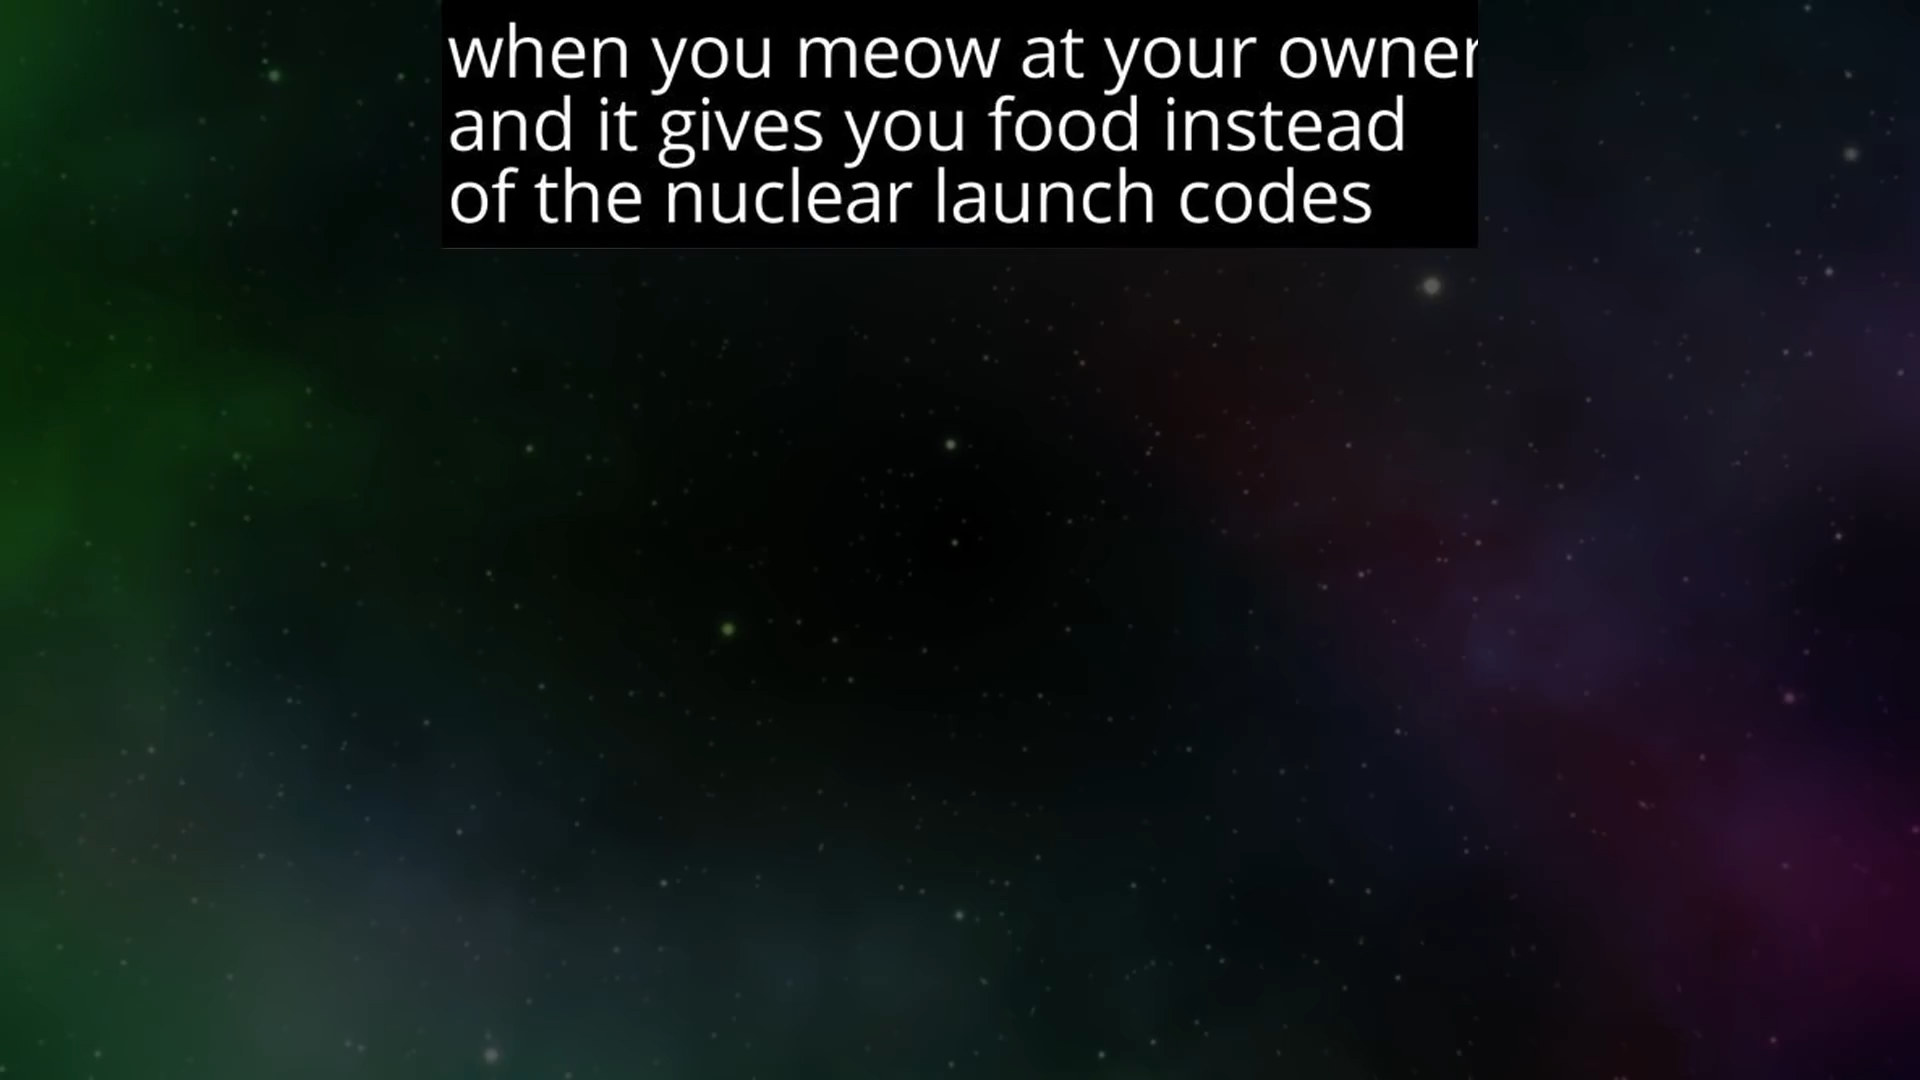 when you meow at your owner
and it gives you food instead
of the nuclear launch codes